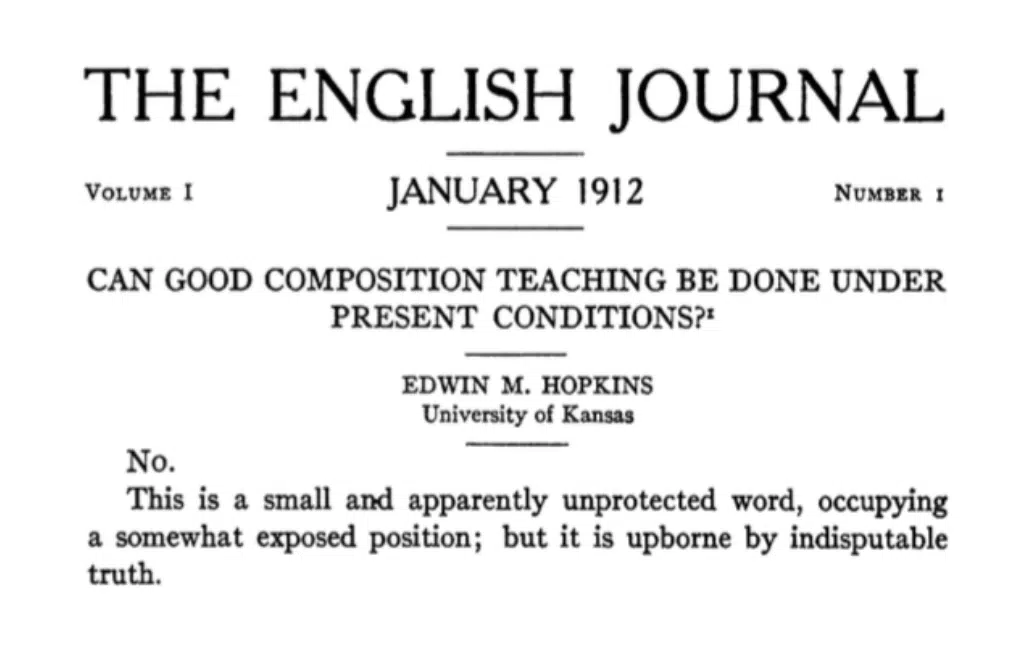 THE ENGLISH JOURNAL
VOLUME I JANUARY 1912 NUMBER 1
CAN GOOD COMPOSITION TEACHING BE DONE UNDER
PRESENT CONDITIONS?¹
EDWIN M. HOPKINS
University of Kansas
No.
This is a small and apparently unprotected word, occupying
a somewhat exposed position; but it is upborne by indisputable
truth.